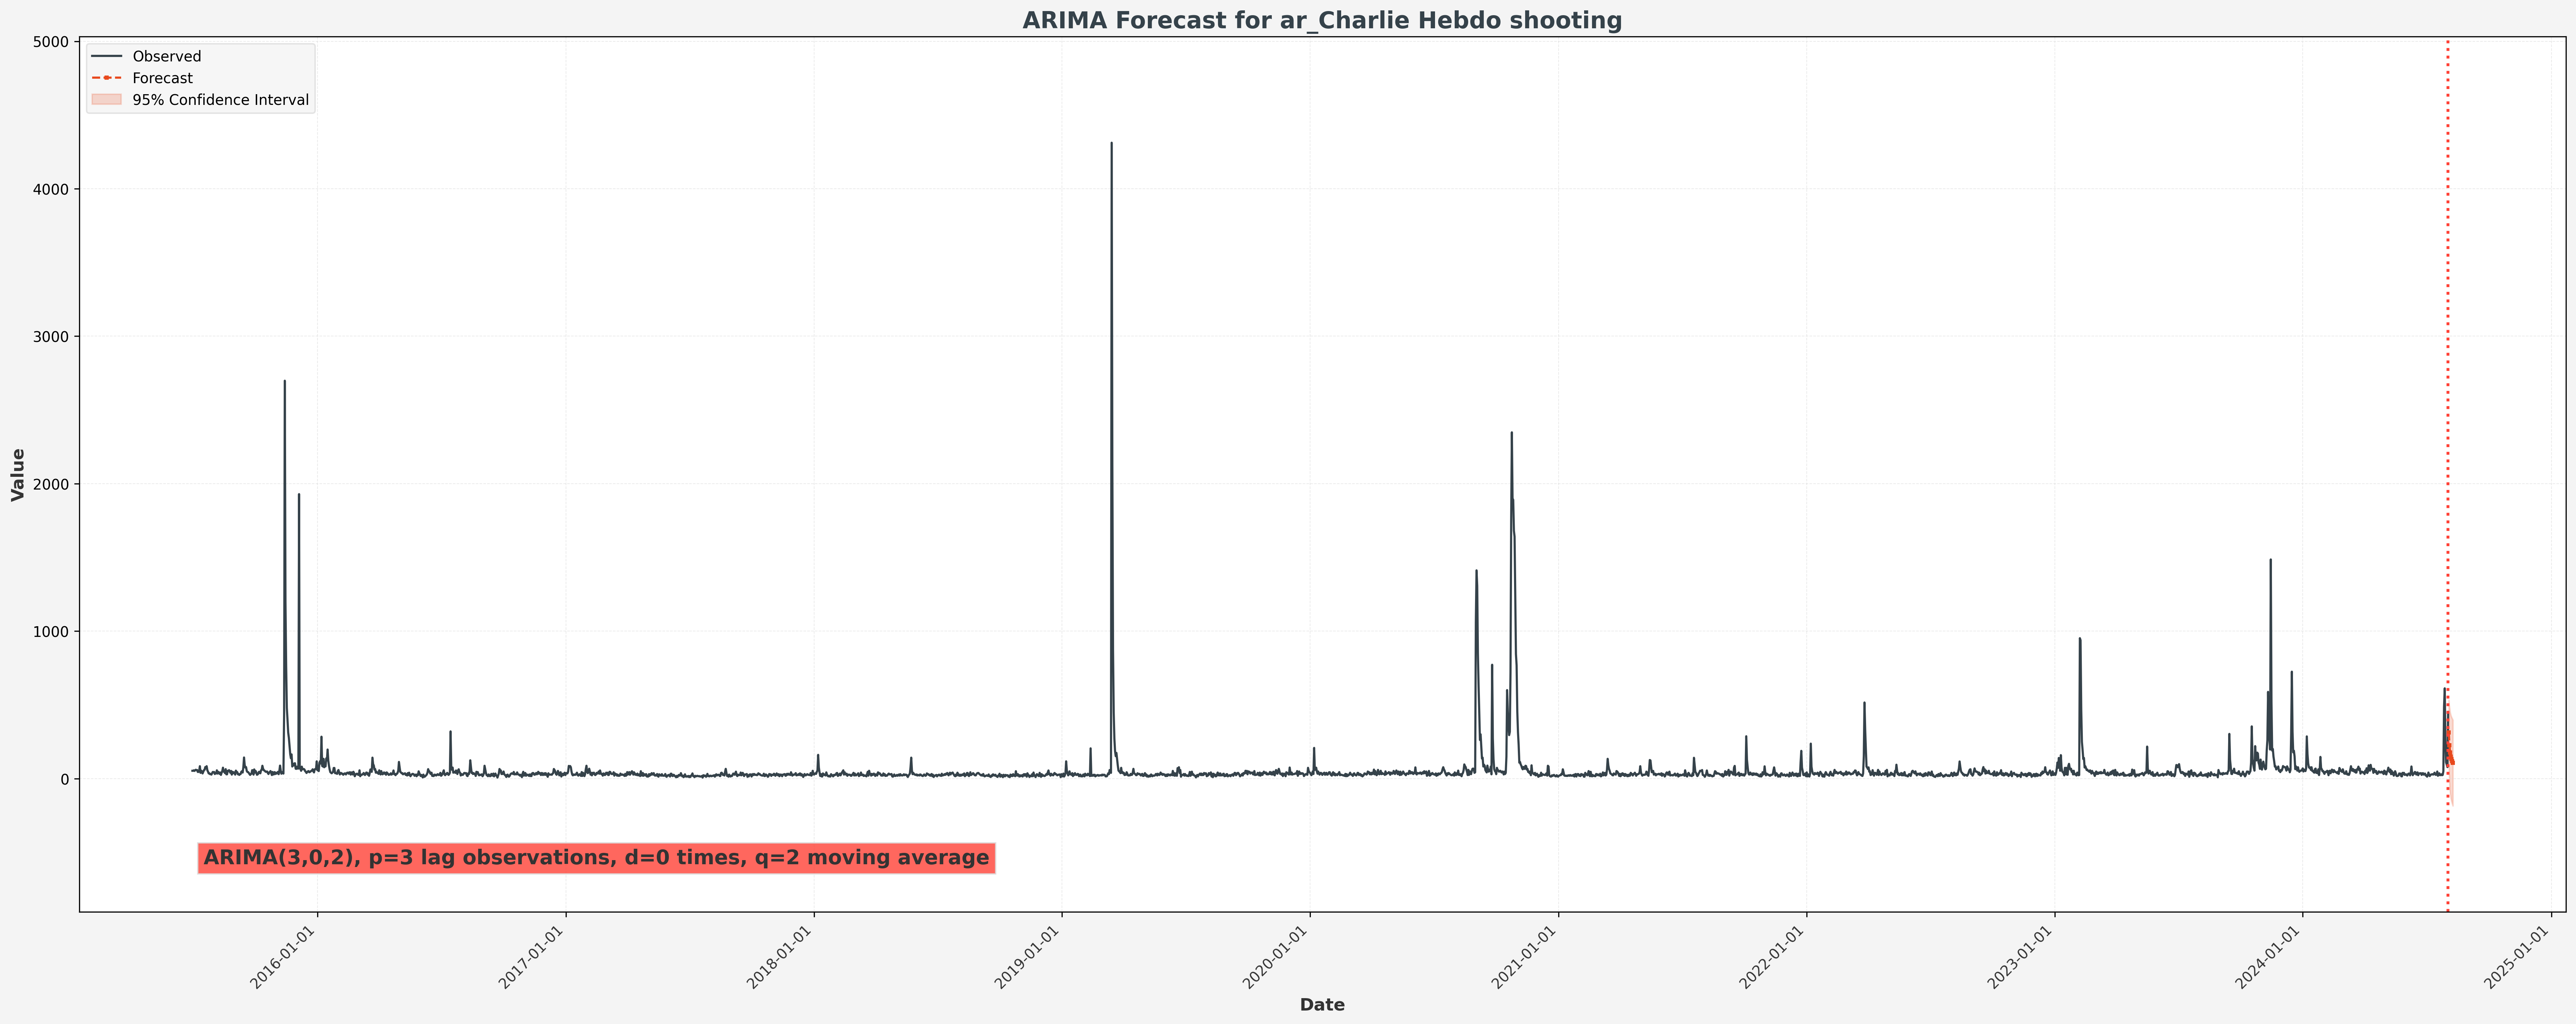 ARIMA Forecast for ar_Charlie Hebdo shooting
Observed
Forecast
95% Confidence Interval
5000
4000
3000
2000
1000
0
Value
ARIMA(3,0,2), p=3 lag observations, d=0 times, q=2 moving average
2016-01-01
2017-01-01
2018-01-01
2019-01-01
2020-01-01
2021-01-01
2022-01-01
2023-01-01
2024-01-01
2025-01-01
Date